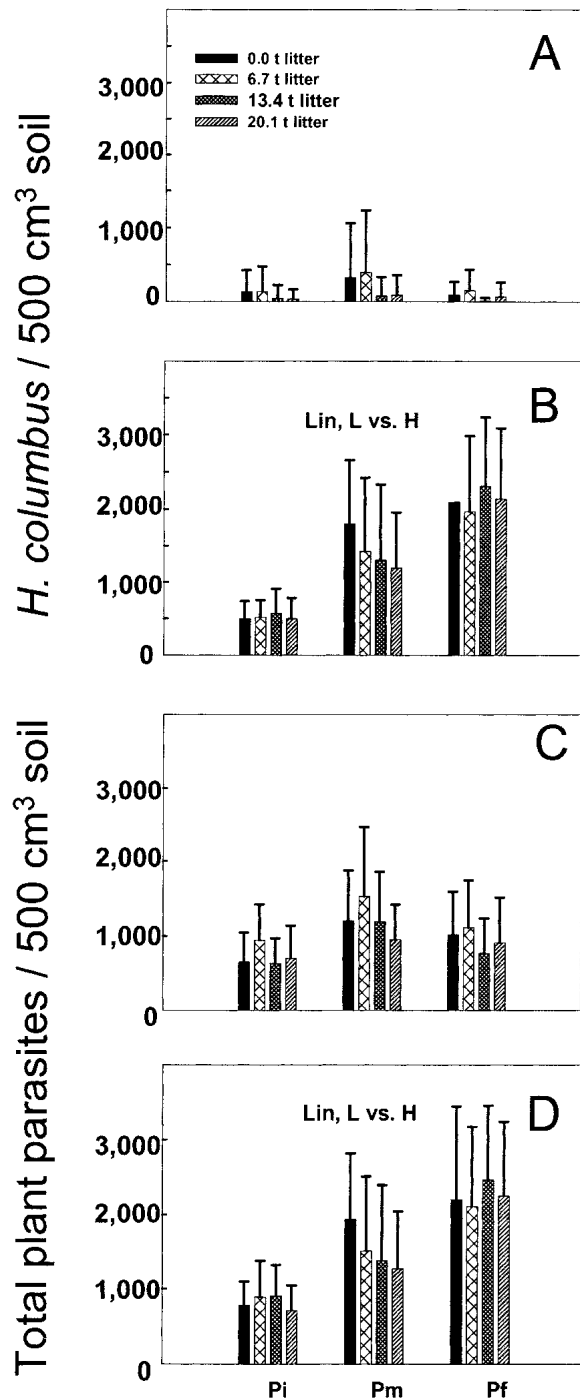 A
0.0 t litter
6.7 t litter
13.4 t litter
20.1 t litter
3,000
2,000
1,000
0
H. columbus / 500 cm³ soil
B
Lin, L vs. H
3,000
2,000
1,000
0
C
3,000
2,000
1,000
0
Total plant parasites / 500 cm³ soil
D
Lin, L vs. H
3,000
2,000
1,000
0
Pi Pm Pf